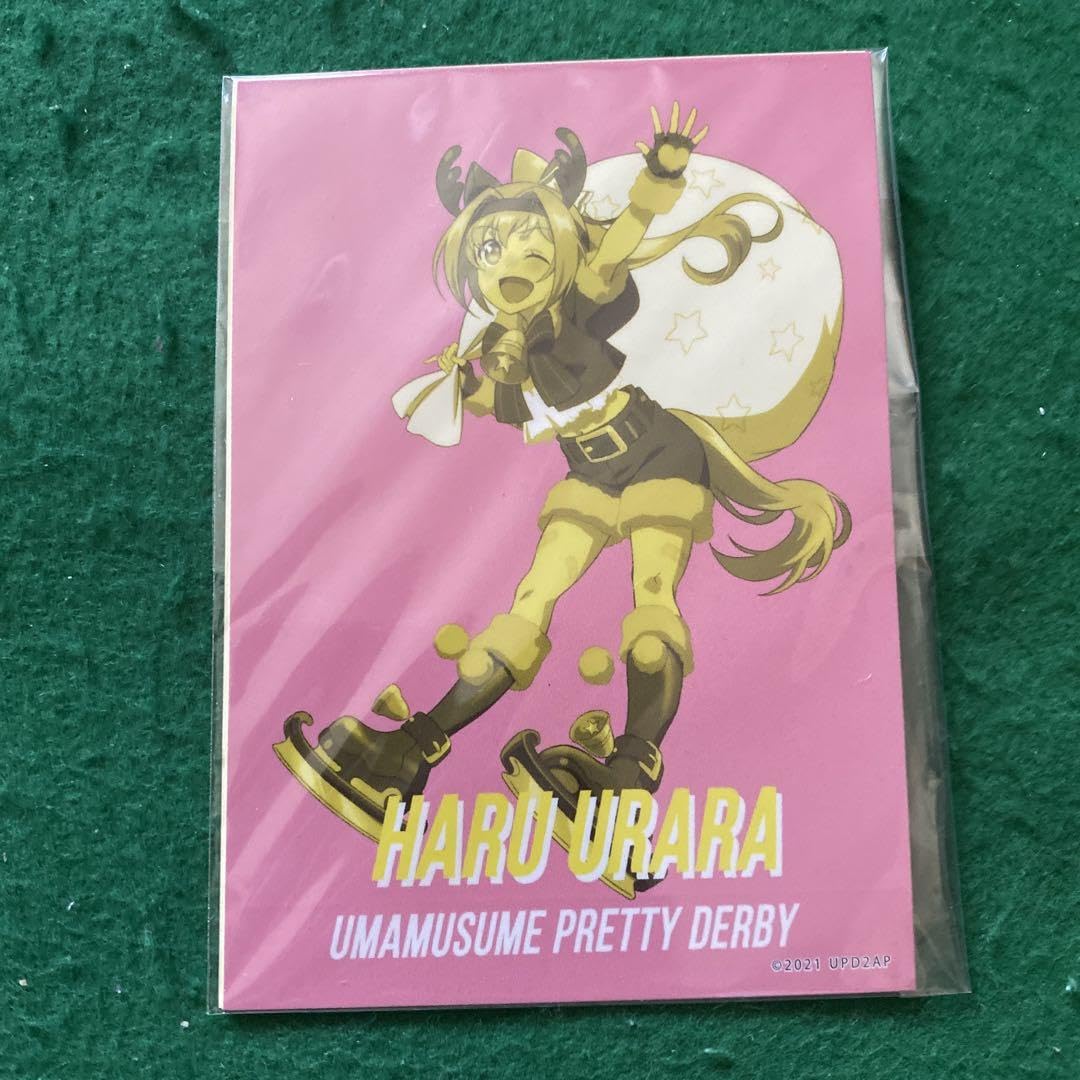 HARU URARA
UMAMUSUME PRETTY DERBY
©2021 UPD2AP